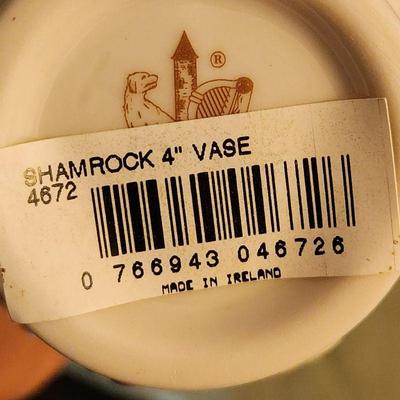 ®
SHAMROCK 4" VASE
4672
0 766943 046726
MADE IN IRELAND